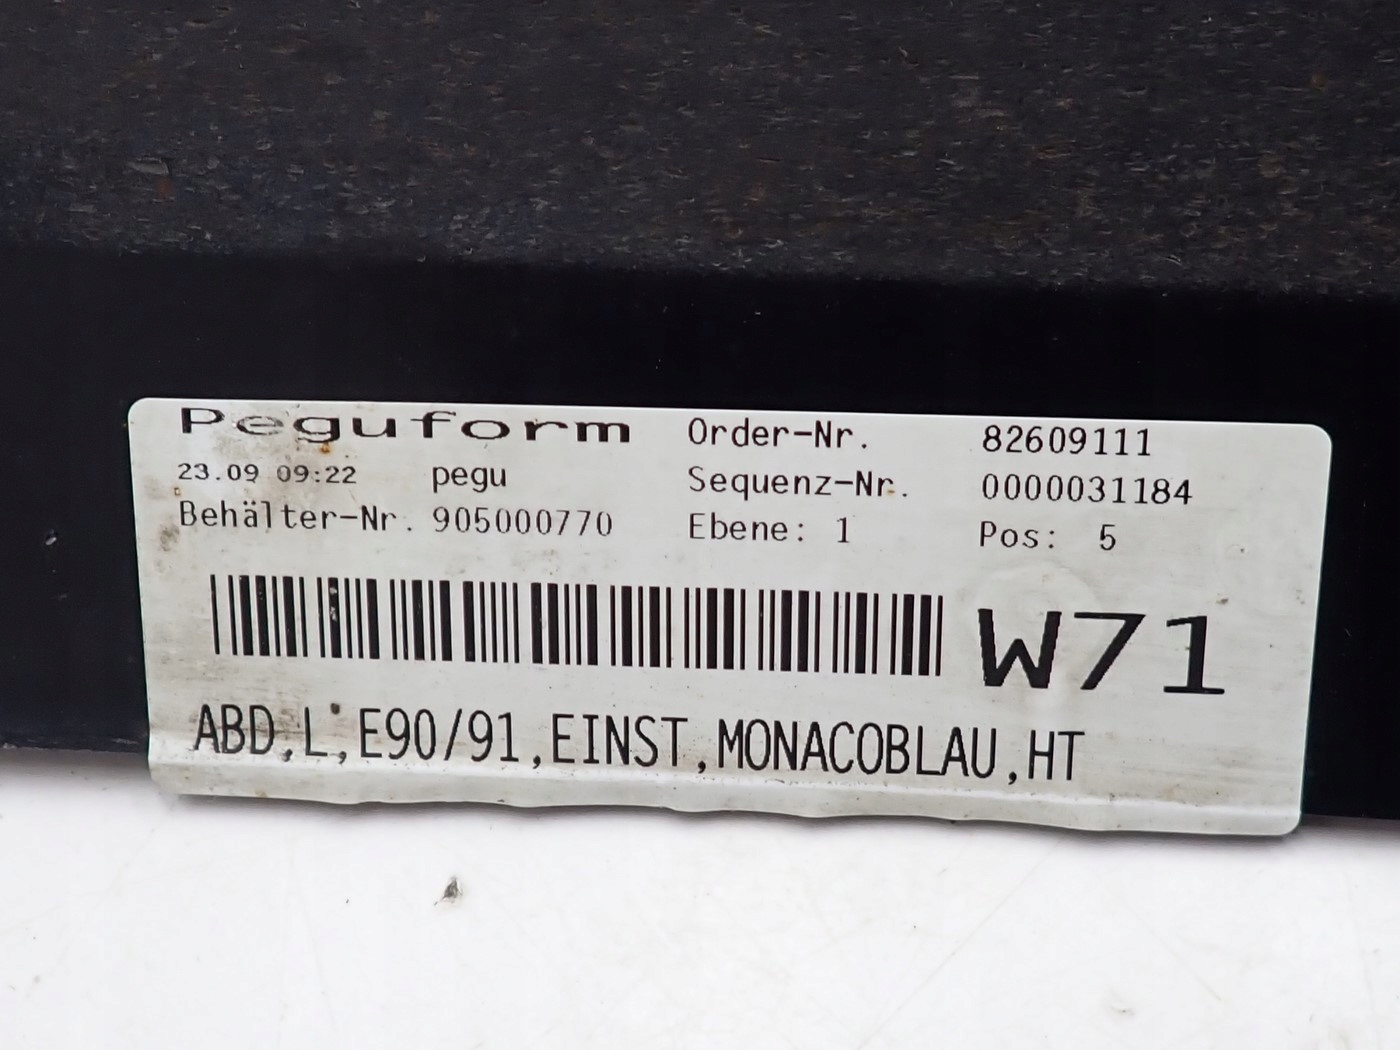 Peguform Order-Nr. 82609111
23.09 09:22 pegu Sequenz-Nr. 0000031184
Behälter-Nr. 905000770 Ebene: 1 Pos: 5
W71
ABD,L,E90/91,EINST,MONACOBLAU,HT